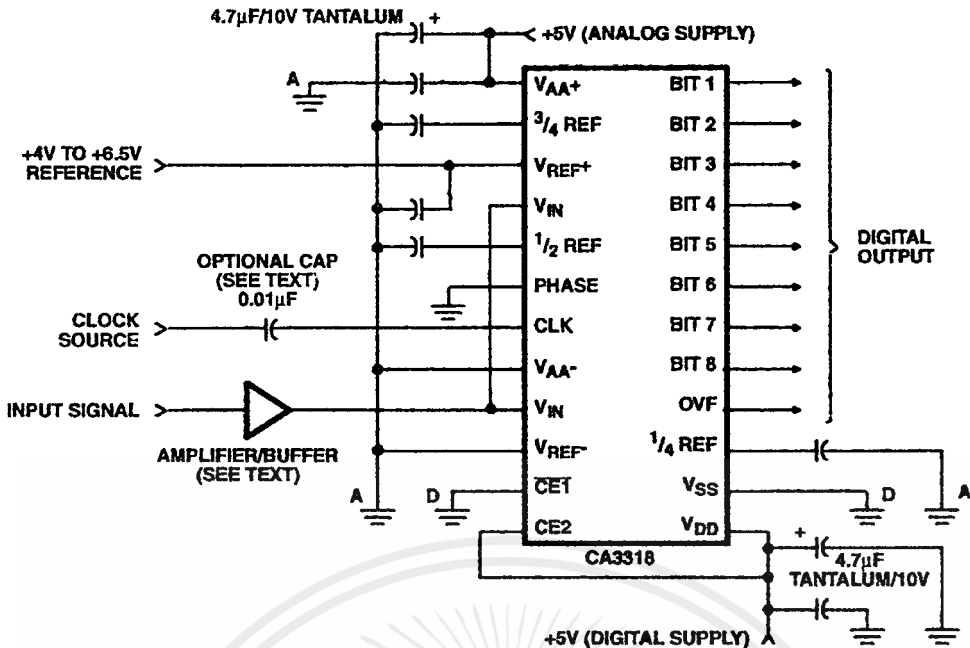 4.7µF/10V TANTALUM
+
+5V (ANALOG SUPPLY)
A
+4V TO +6.5V
REFERENCE
OPTIONAL CAP
(SEE TEXT)
0.01µF
CLOCK
SOURCE
INPUT SIGNAL
AMPLIFIER/BUFFER
(SEE TEXT)
A
D
VAA+
3/4 REF
VREF+
VIN
1/2 REF
PHASE
CLK
VAA-
VIN
VREF-
CE1
CE2
BIT 1
BIT 2
BIT 3
BIT 4
BIT 5
BIT 6
BIT 7
BIT 8
OVF
1/4 REF
VSS
VDD
CA3318
DIGITAL
OUTPUT
D
A
+
4.7µF
TANTALUM/10V
+5V (DIGITAL SUPPLY)